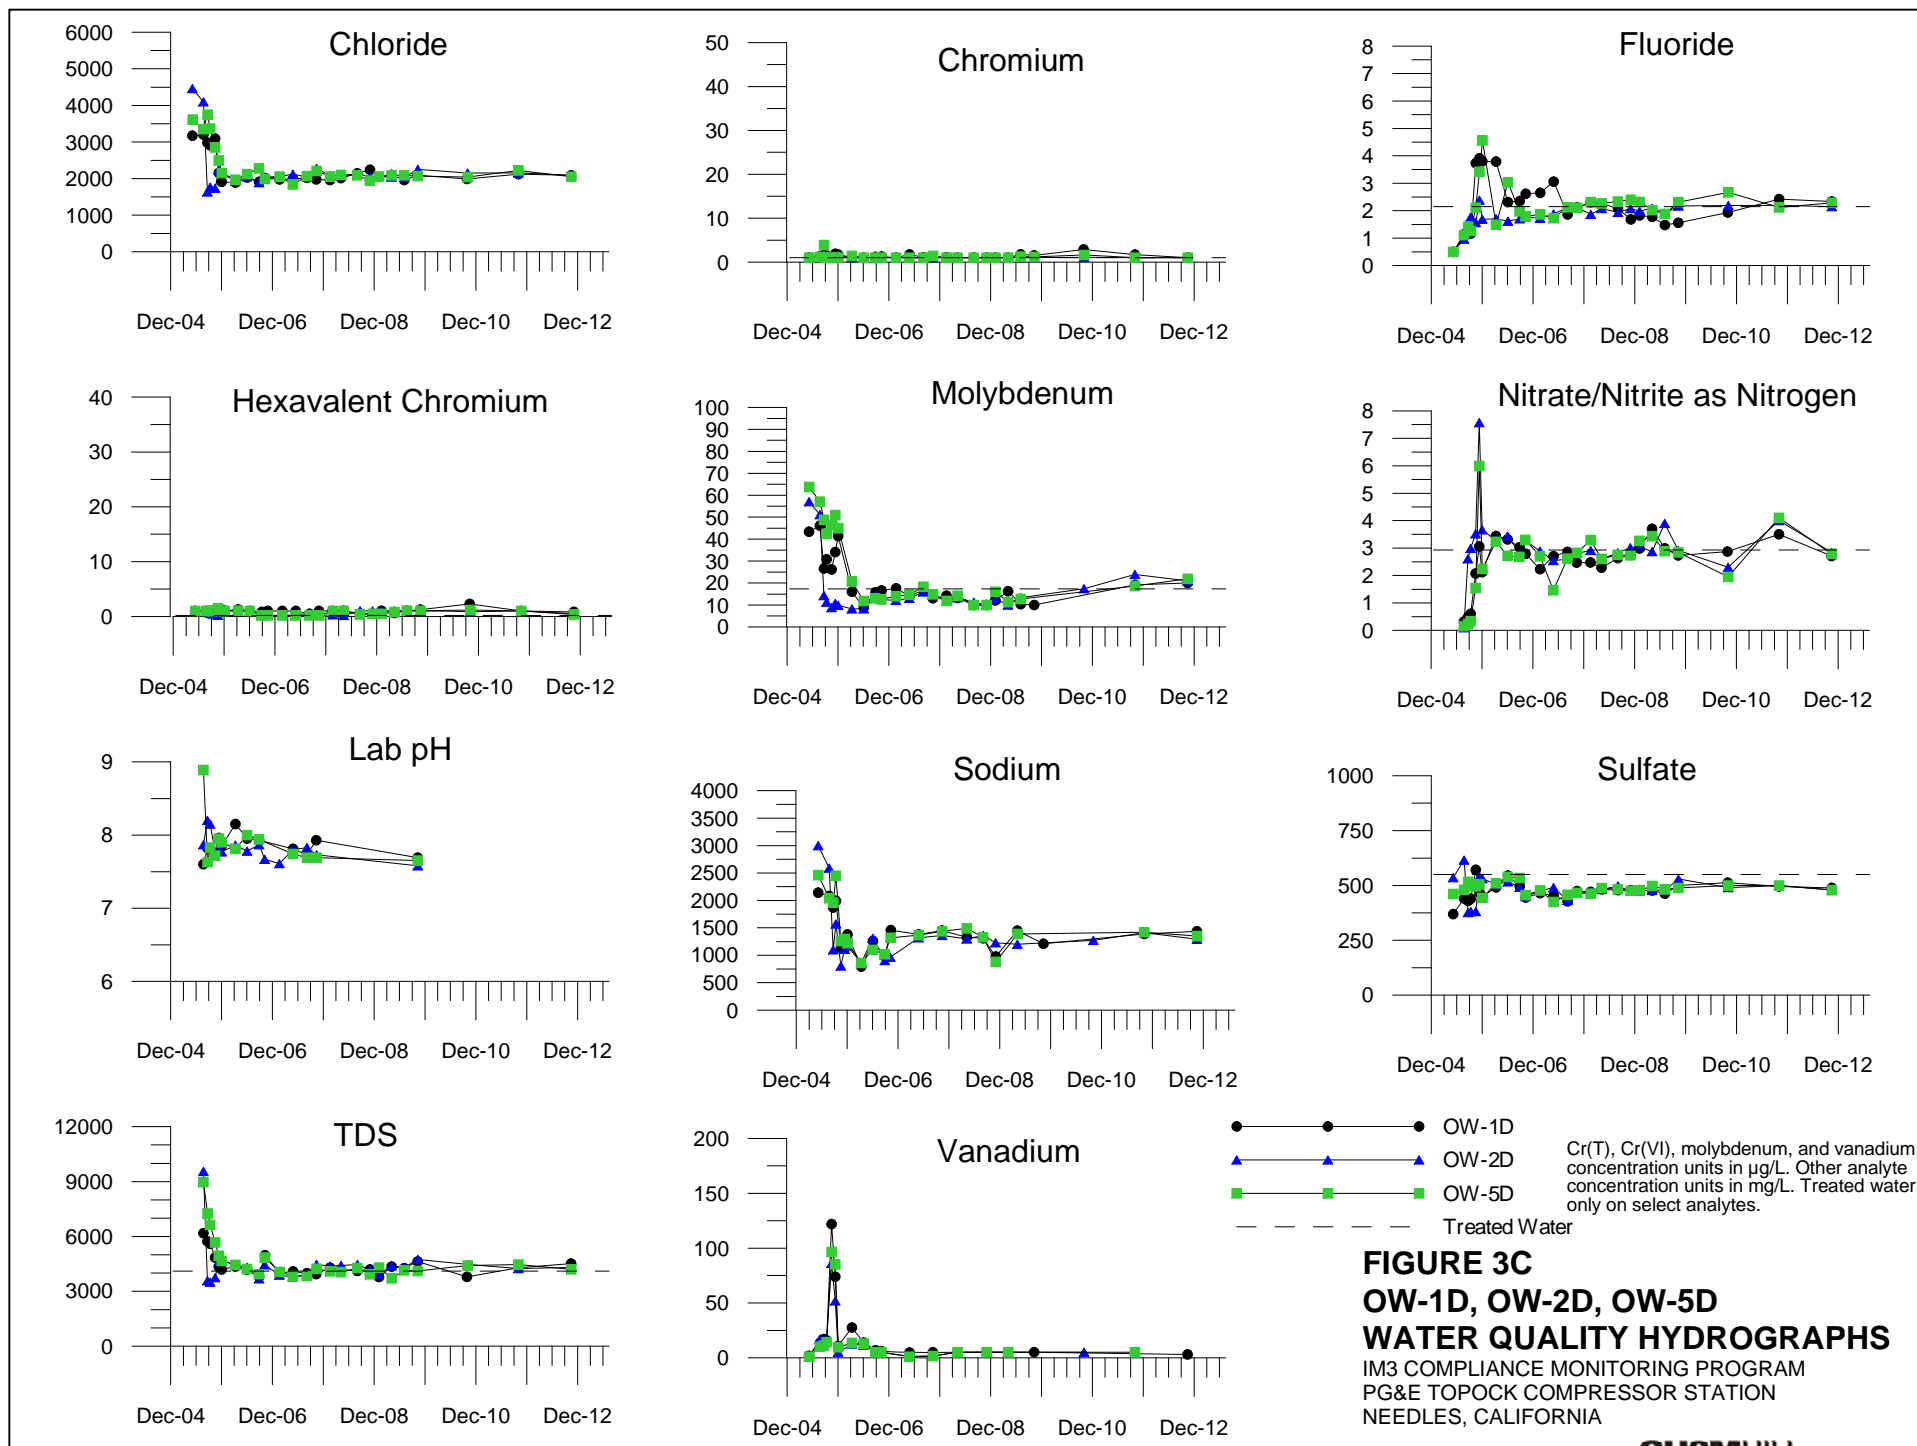 Chloride
6000
5000
4000
3000
2000
1000
0
Dec-04 Dec-06 Dec-08 Dec-10 Dec-12
Chromium
50
40
30
20
10
0
Dec-04 Dec-06 Dec-08 Dec-10 Dec-12
Fluoride
8
7
6
5
4
3
2
1
0
Dec-04 Dec-06 Dec-08 Dec-10 Dec-12
Hexavalent Chromium
40
30
20
10
0
Dec-04 Dec-06 Dec-08 Dec-10 Dec-12
Molybdenum
100
90
80
70
60
50
40
30
20
10
0
Dec-04 Dec-06 Dec-08 Dec-10 Dec-12
Nitrate/Nitrite as Nitrogen
8
7
6
5
4
3
2
1
0
Dec-04 Dec-06 Dec-08 Dec-10 Dec-12
Lab pH
9
8
7
6
Dec-04 Dec-06 Dec-08 Dec-10 Dec-12
Sodium
4000
3500
3000
2500
2000
1500
1000
500
0
Dec-04 Dec-06 Dec-08 Dec-10 Dec-12
Sulfate
1000
750
500
250
0
Dec-04 Dec-06 Dec-08 Dec-10 Dec-12
TDS
12000
9000
6000
3000
0
Dec-04 Dec-06 Dec-08 Dec-10 Dec-12
Vanadium
200
150
100
50
0
Dec-04 Dec-06 Dec-08 Dec-10 Dec-12
OW-1D
OW-2D
OW-5D
Treated Water
Cr(T), Cr(VI), molybdenum, and vanadium
concentration units in µg/L. Other analyte
concentration units in mg/L. Treated water
only on select analytes.
FIGURE 3C
OW-1D, OW-2D, OW-5D
WATER QUALITY HYDROGRAPHS
IM3 COMPLIANCE MONITORING PROGRAM
PG&E TOPOCK COMPRESSOR STATION
NEEDLES, CALIFORNIA